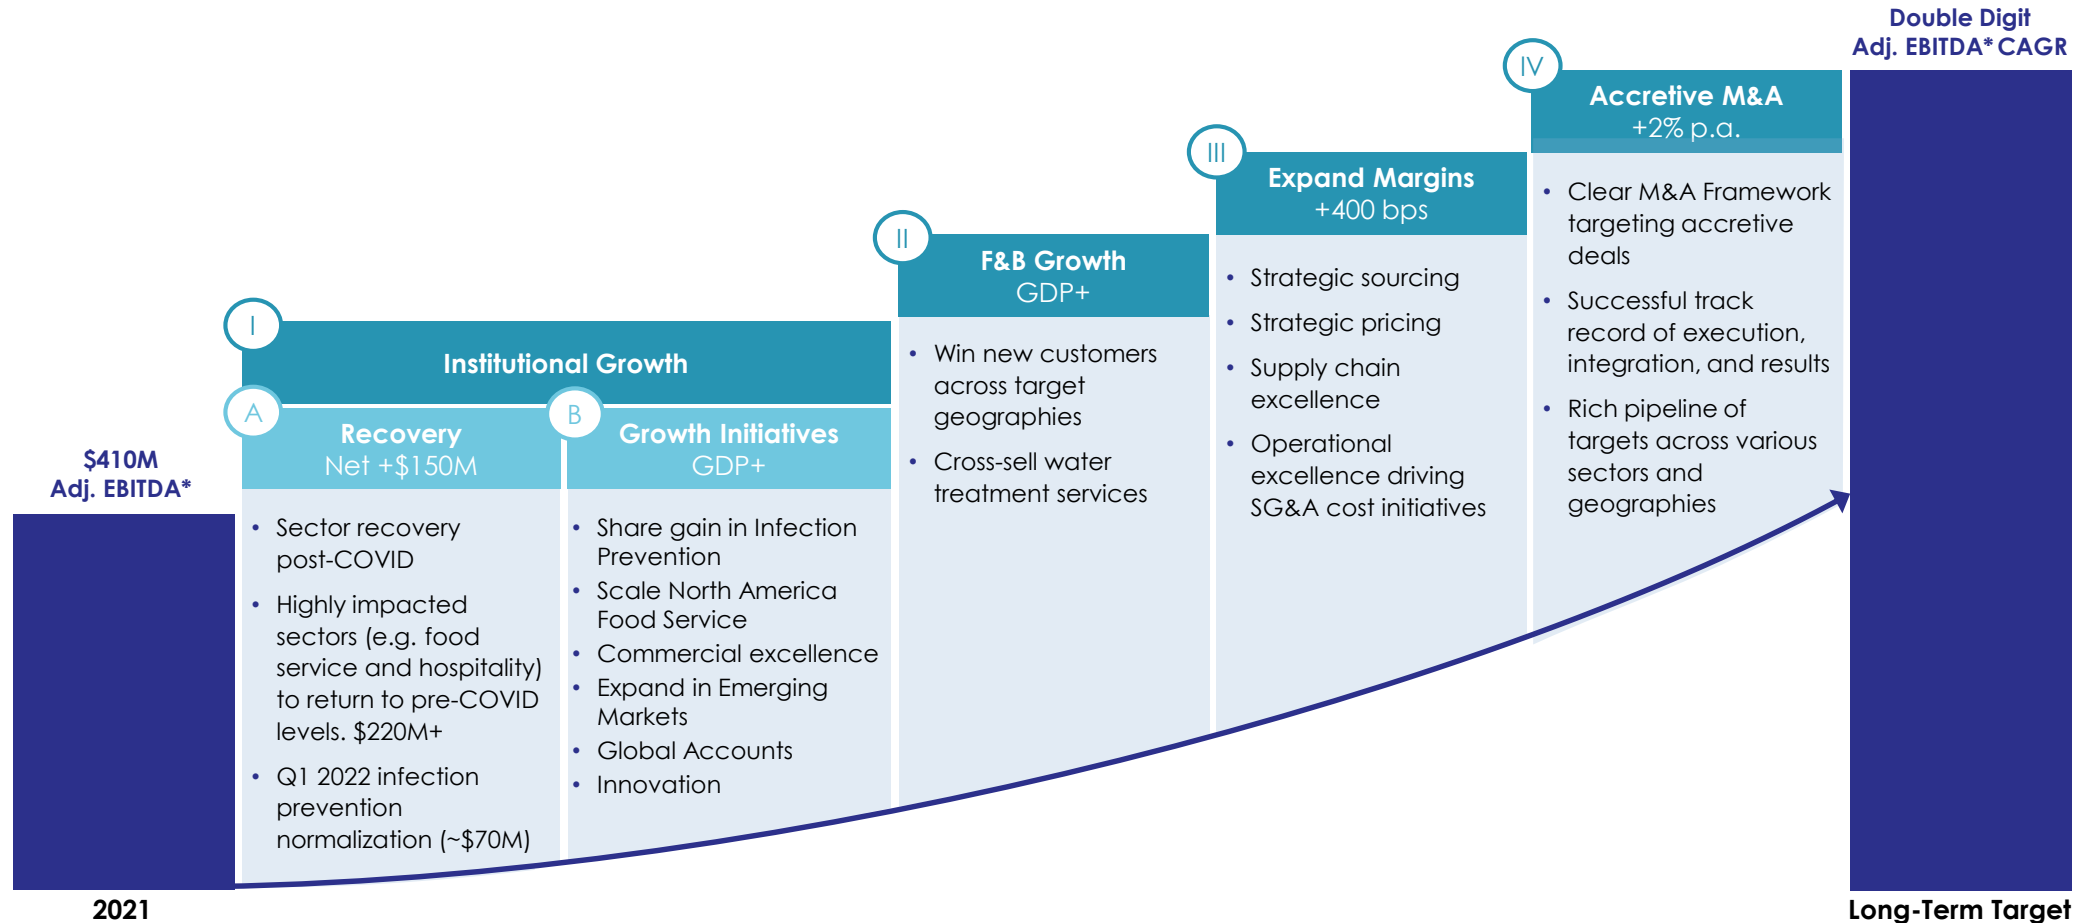 $410M
Adj. EBITDA*
2021
I
Institutional Growth
A
Recovery
Net +$150M
• Sector recovery
post-COVID
• Highly impacted
sectors (e.g. food
service and hospitality)
to return to pre-COVID
levels. $220M+
• Q1 2022 infection
prevention
normalization (~$70M)
B
Growth Initiatives
GDP+
• Share gain in Infection
Prevention
• Scale North America
Food Service
• Commercial excellence
• Expand in Emerging
Markets
• Global Accounts
• Innovation
II
F&B Growth
GDP+
• Win new customers
across target
geographies
• Cross-sell water
treatment services
III
Expand Margins
+400 bps
• Strategic sourcing
• Strategic pricing
• Supply chain
excellence
• Operational
excellence driving
SG&A cost initiatives
IV
Accretive M&A
+2% p.a.
• Clear M&A Framework
targeting accretive
deals
• Successful track
record of execution,
integration, and results
• Rich pipeline of
targets across various
sectors and
geographies
Double Digit
Adj. EBITDA* CAGR
Long-Term Target